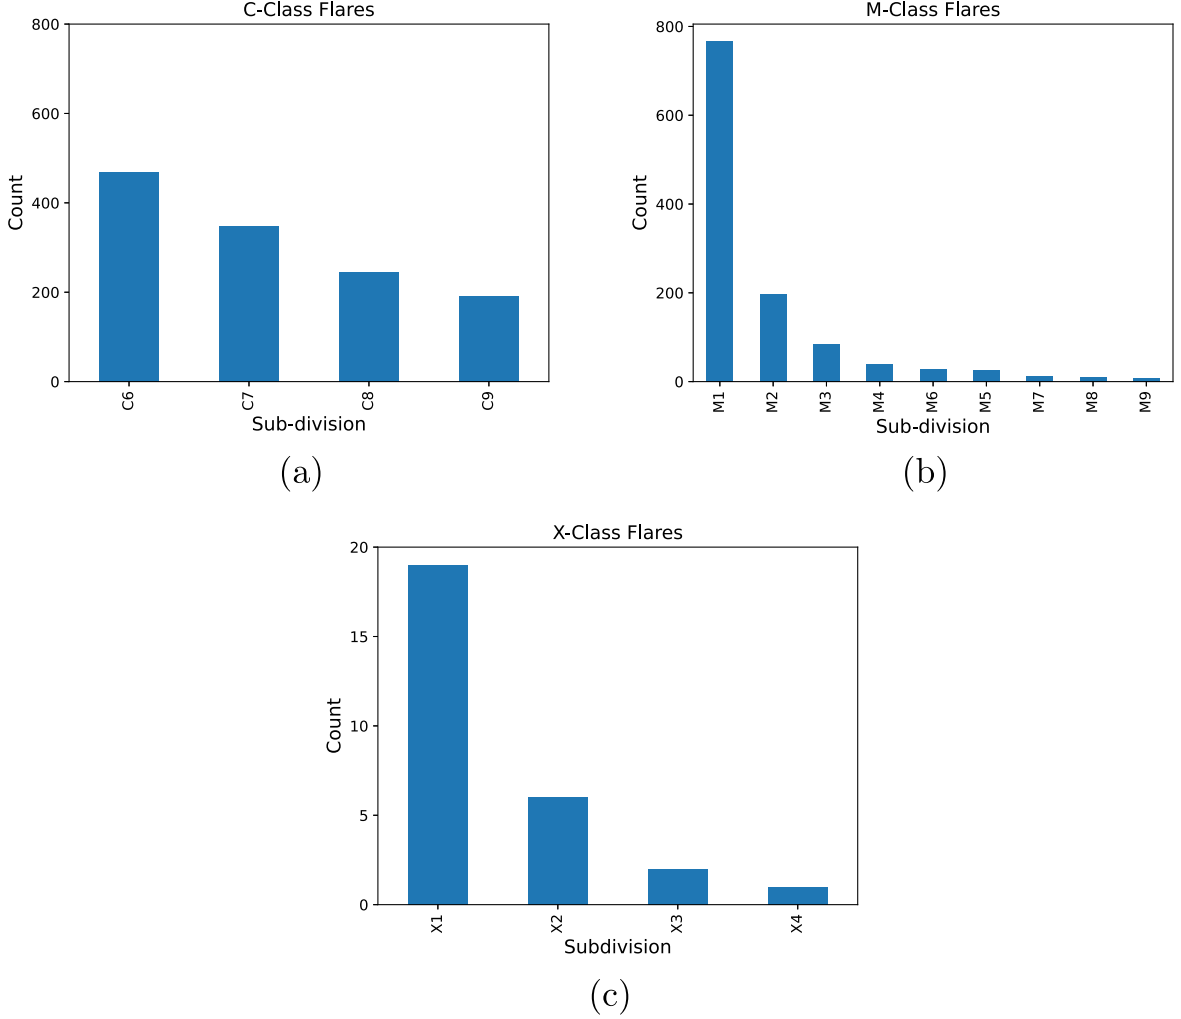 C-Class Flares
800
600
400
200
0
Count
C6 C7 C8 C9
Sub-division
(a)
M-Class Flares
800
600
400
200
0
Count
M1 M2 M3 M4 M6 M5 M7 M8 M9
Sub-division
(b)
X-Class Flares
20
15
10
5
0
Count
X1 X2 X3 X4
Subdivision
(c)